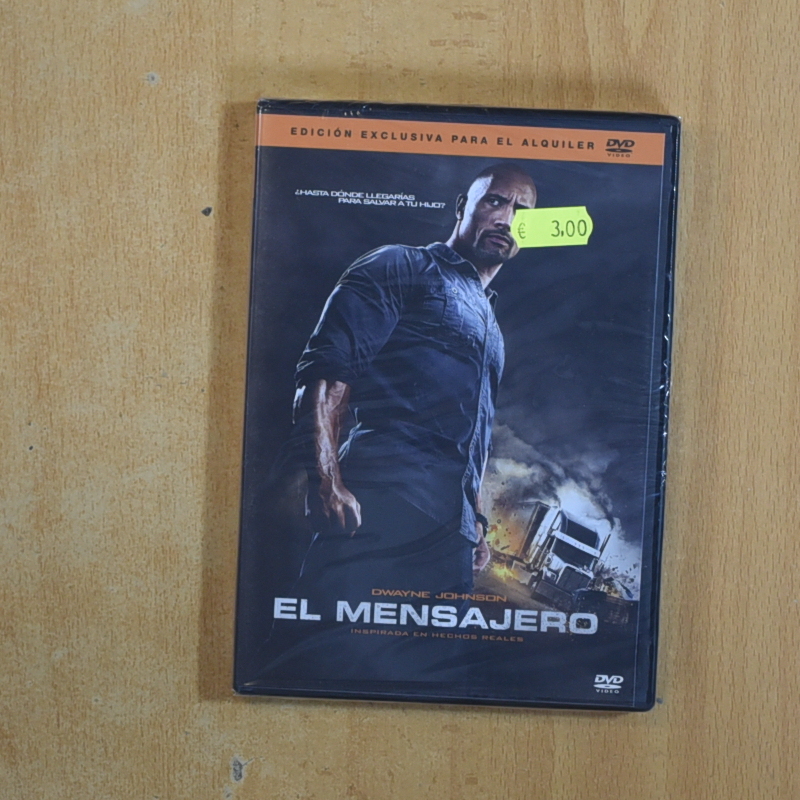 EDICIÓN EXCLUSIVA PARA EL ALQUILER DVD
VIDEO
¿HASTA DÓNDE LLEGARÍAS
PARA SALVAR A TU HIJO?
€ 3,00
DWAYNE JOHNSON
EL MENSAJERO
INSPIRADA EN HECHOS REALES
DVD
VIDEO